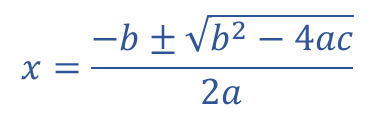 x = (−b ± √(b² − 4ac)) / 2a